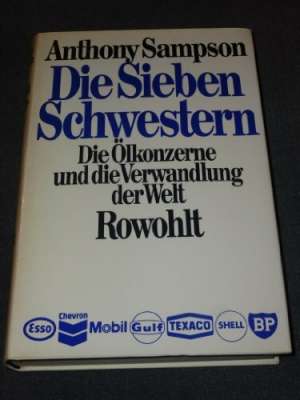 Anthony Sampson
Die Sieben
Schwestern
Die Ölkonzerne
und die Verwandlung
der Welt
Rowohlt
Esso Chevron Mobil Gulf TEXACO SHELL BP